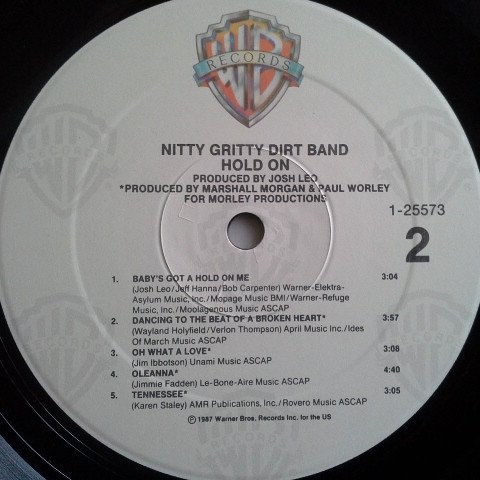 WB
RECORDS
NITTY GRITTY DIRT BAND
HOLD ON
PRODUCED BY JOSH LEO
*PRODUCED BY MARSHALL MORGAN & PAUL WORLEY
FOR MORLEY PRODUCTIONS
1-25573
2
1. BABY'S GOT A HOLD ON ME 3:04
(Josh Leo/Jeff Hanna/Bob Carpenter) Warner-Elektra-
Asylum Music, Inc./Mopage Music BMI/Warner-Refuge
Music, Inc./Moolagenous Music ASCAP
2. DANCING TO THE BEAT OF A BROKEN HEART* 3:57
(Wayland Holyfield/Verlon Thompson) April Music Inc./Ides
Of March Music ASCAP
3. OH WHAT A LOVE* 3:08
(Jim Ibbotson) Unami Music ASCAP
4. OLEANNA* 4:40
(Jimmie Fadden) Le-Bone-Aire Music ASCAP
5. TENNESSEE* 3:05
(Karen Staley) AMR Publications, Inc./Rovero Music ASCAP
©1987 Warner Bros. Records Inc. for the US